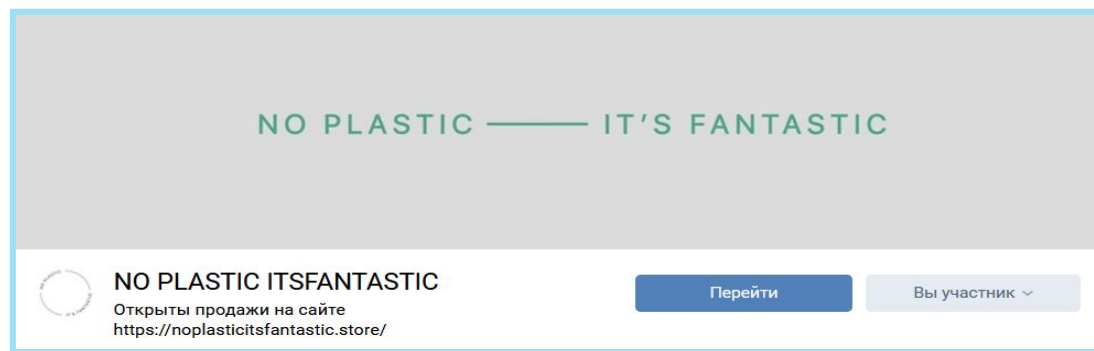 NO PLASTIC —— IT'S FANTASTIC
NO PLASTIC ITSFANTASTIC
Открыты продажи на сайте
https://noplasticitsfantastic.store/
Перейти
Вы участник